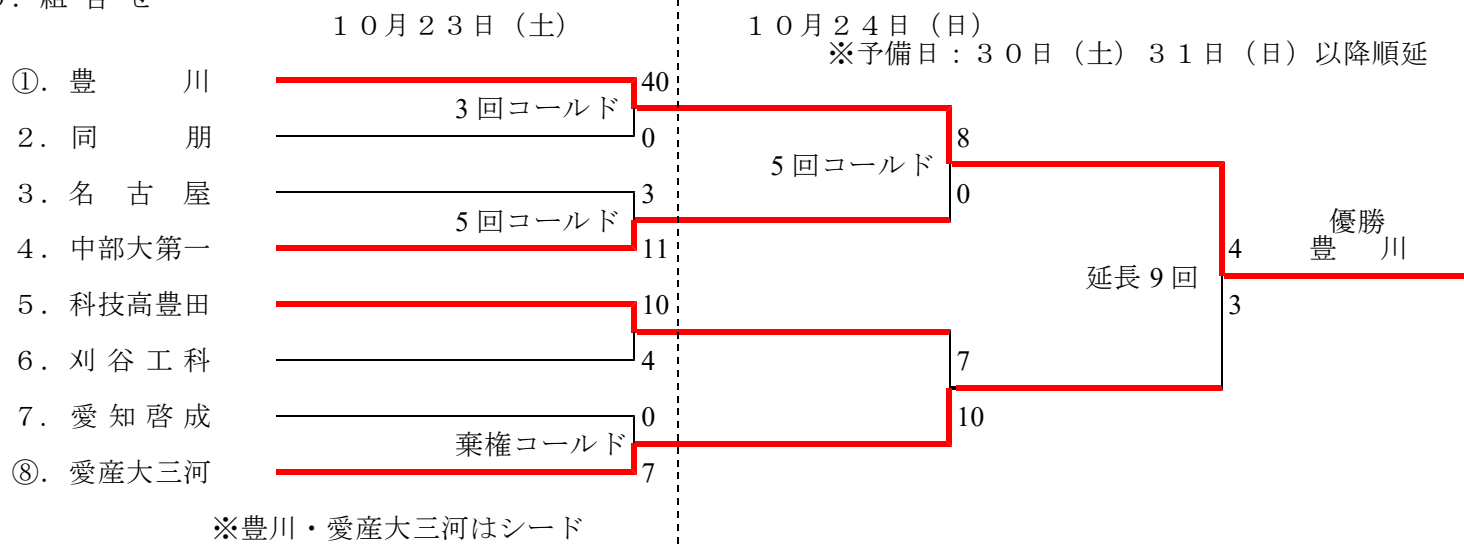 組 合 せ
１０月２３日（土）
１０月２４日（日）
※予備日：３０日（土）３１日（日）以降順延
①．豊　　　川
40
3 回コールド
２．同　　　朋
0
8
5 回コールド
３．名　古　屋
3
0
5 回コールド
優勝
４．中部大第一
11
4
豊　川
延長 9 回
５．科技高豊田
10
3
６．刈 谷 工 科
4
7
７．愛 知 啓 成
0
10
棄権コールド
⑧．愛産大三河
7
※豊川・愛産大三河はシード